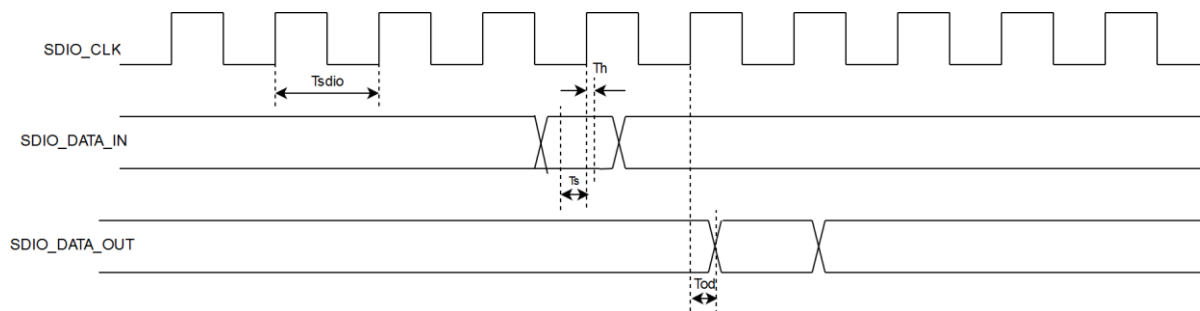 SDIO_CLK
Th
Tsdio
SDIO_DATA_IN
Ts
SDIO_DATA_OUT
Tod